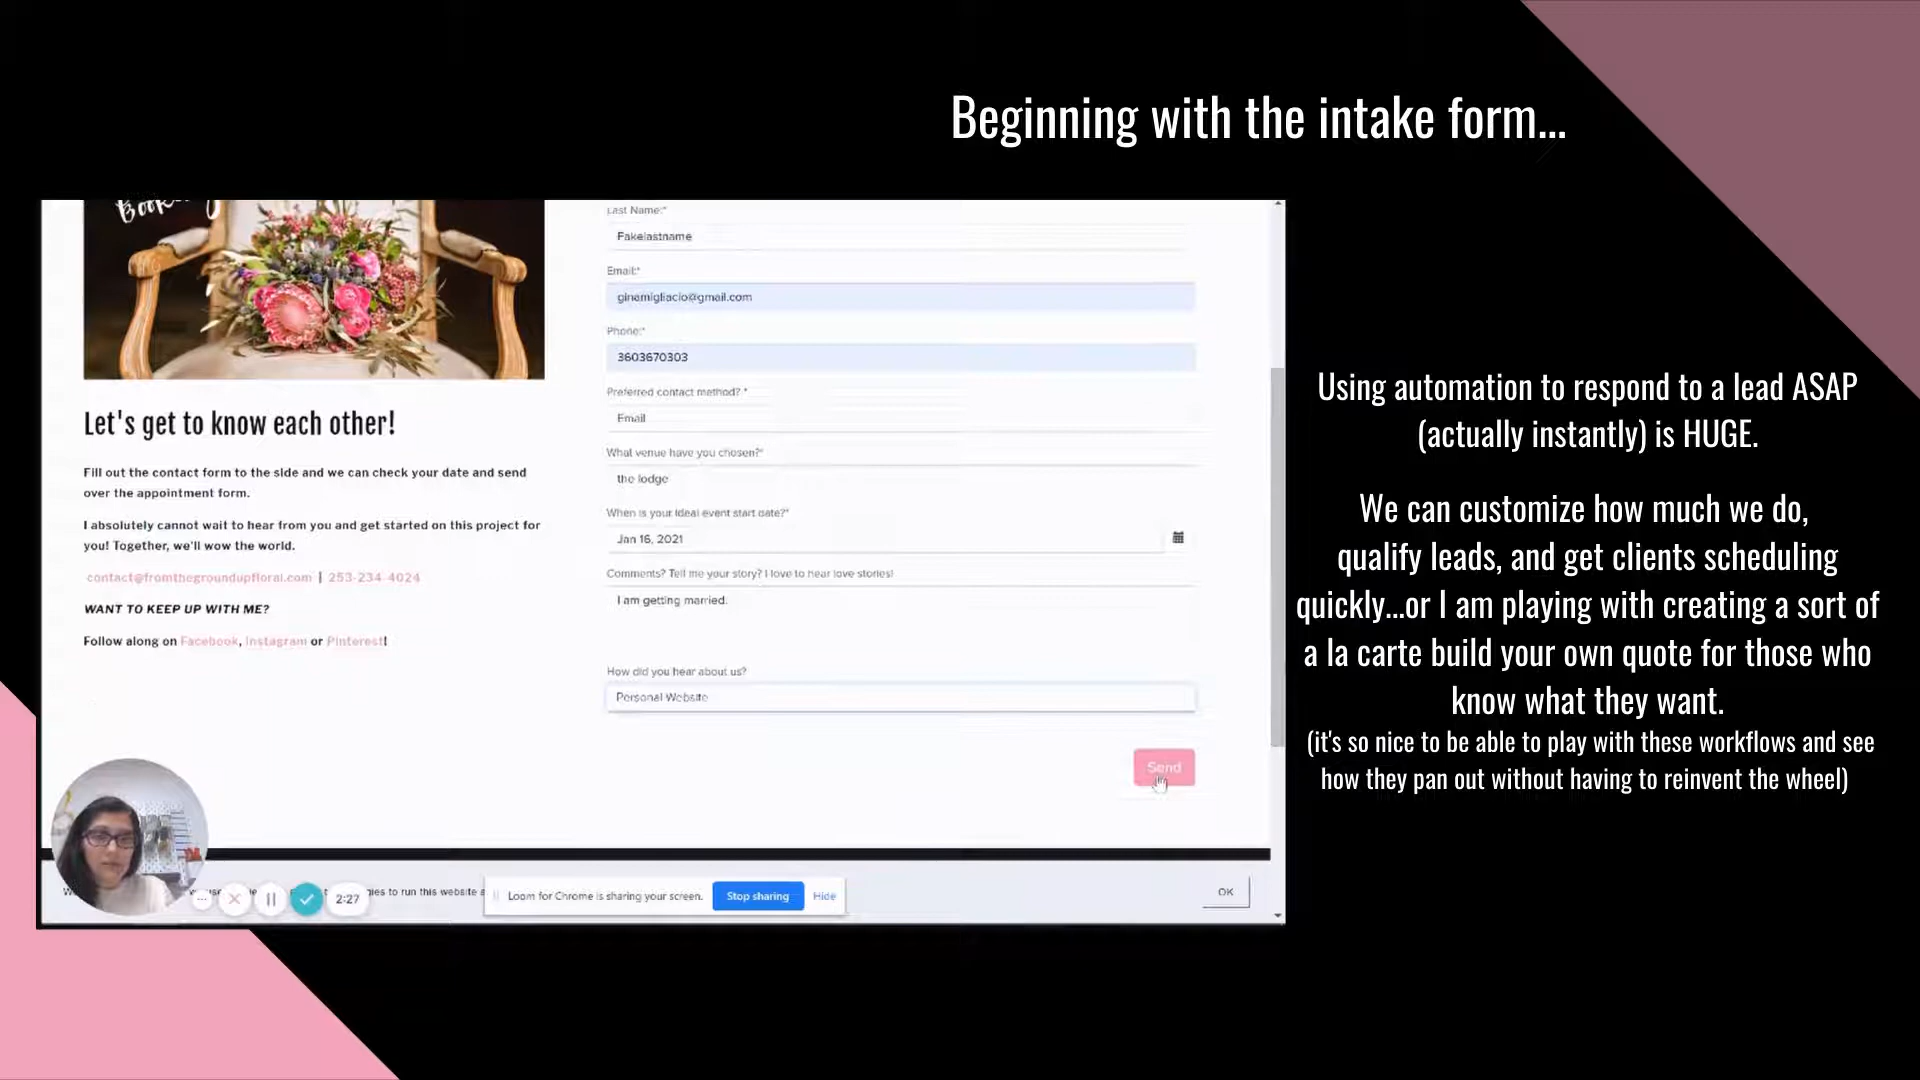 Beginning with the intake form...
Last Name:*
Fakelastname
Email:*
ginamigliacio@gmail.com
Phone:*
3603670303
Preferred contact method? *
Email
What venue have you chosen?*
the lodge
When is your ideal event start date?*
Jan 16, 2021
Comments? Tell me your story? I love to hear love stories!
I am getting married.
How did you hear about us?
Personal Website
Send
Let's get to know each other!
Fill out the contact form to the side and we can check your date and send
over the appointment form.
I absolutely cannot wait to hear from you and get started on this project for
you! Together, we'll wow the world.
contact@fromthegroundupfloral.com | 253-234-4024
WANT TO KEEP UP WITH ME?
Follow along on Facebook, Instagram or Pinterest!
2:27
to run this website
Loom for Chrome is sharing your screen.
Stop sharing
Hide
OK
Using automation to respond to a lead ASAP
(actually instantly) is HUGE.
We can customize how much we do,
qualify leads, and get clients scheduling
quickly...or I am playing with creating a sort of
a la carte build your own quote for those who
know what they want.
(it's so nice to be able to play with these workflows and see
how they pan out without having to reinvent the wheel)